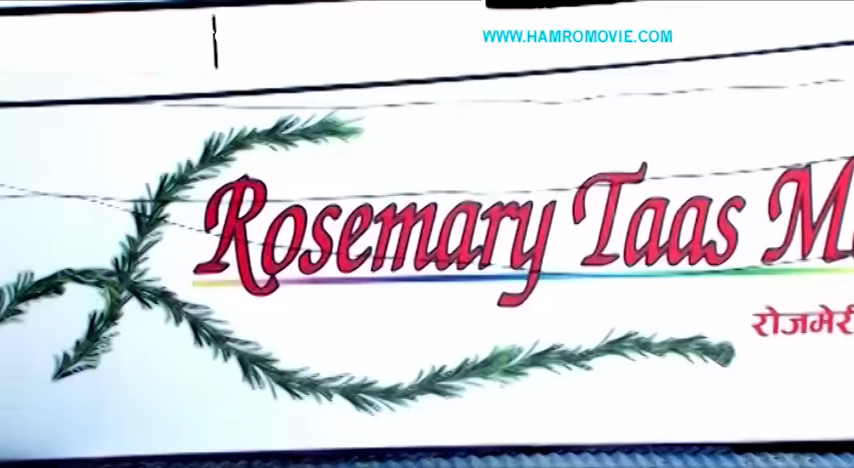 WWW.HAMROMOVIE.COM
Rosemary Taas M
रोजमेरी